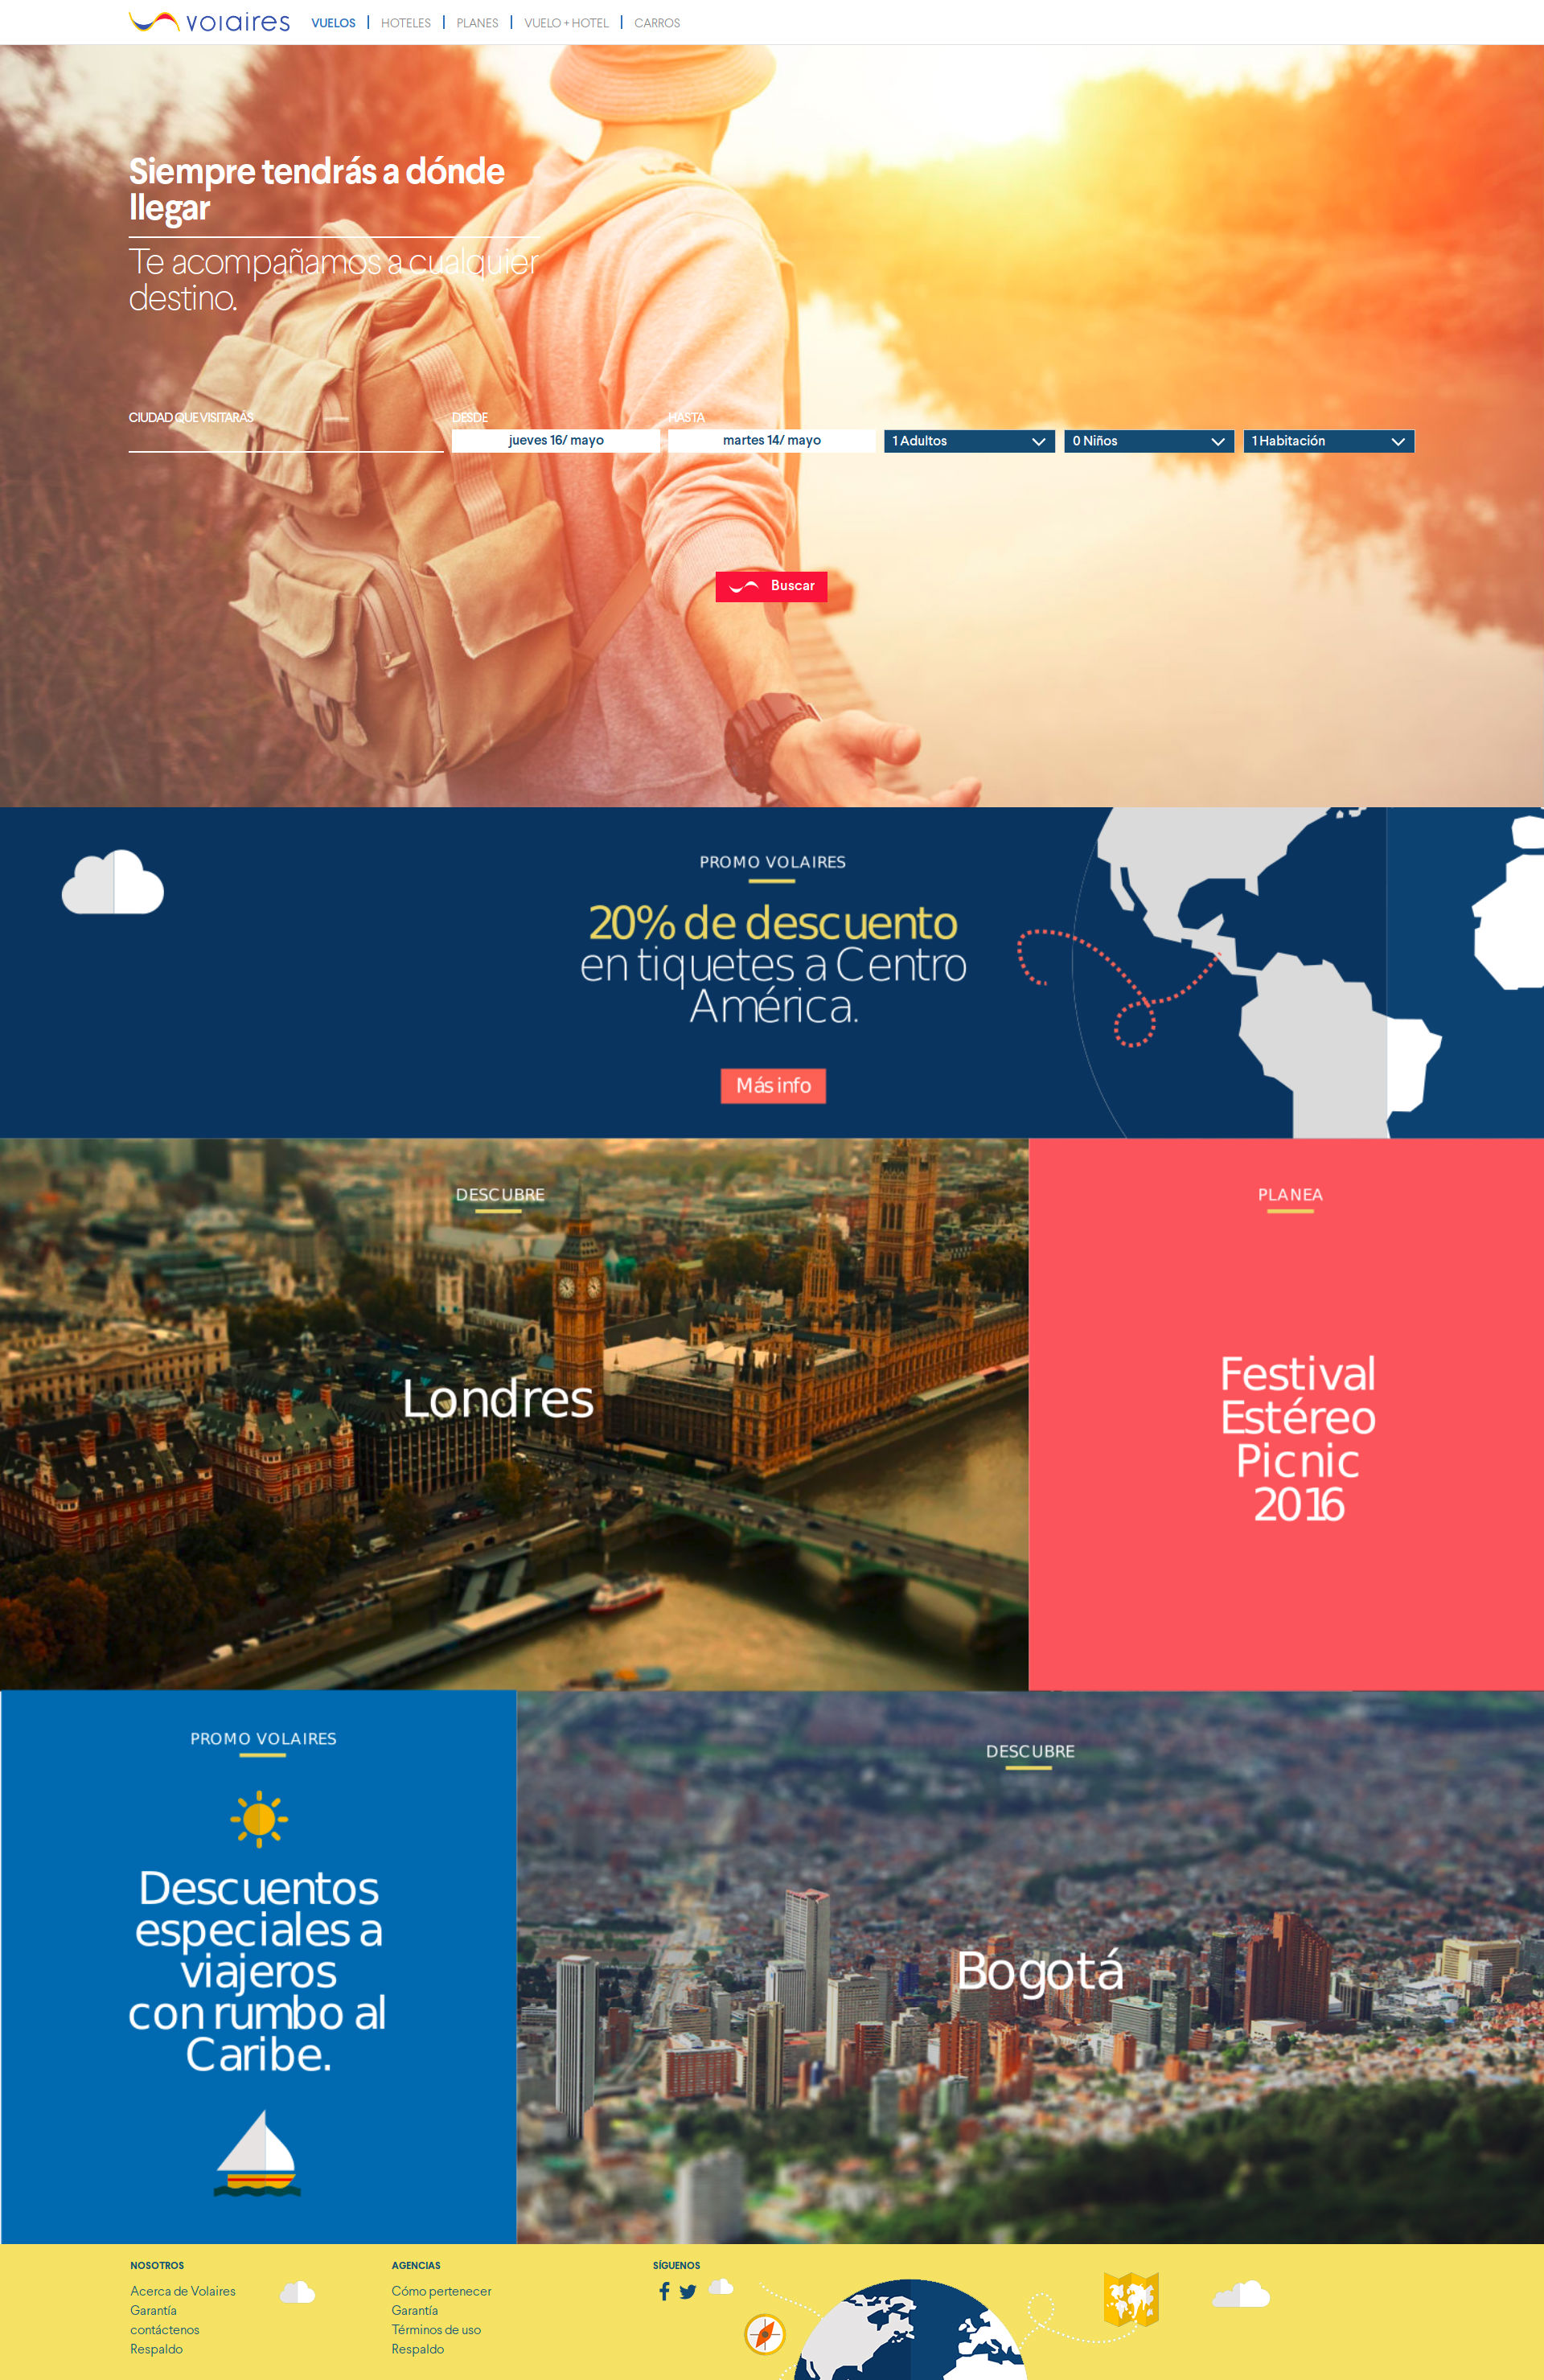 volaires
VUELOS | HOTELES | PLANES | VUELO + HOTEL | CARROS
Siempre tendrás a dónde
llegar
Te acompañamos a cualquier
destino.
CIUDAD QUE VISITARÁS
DESDE
HASTA
jueves 16/ mayo
martes 14/ mayo
1 Adultos
0 Niños
1 Habitación
Buscar
PROMO VOLAIRES
20% de descuento
en tiquetes a Centro
América.
Más info
DESCUBRE
Londres
PLANEA
Festival
Estéreo
Picnic
2016
PROMO VOLAIRES
Descuentos
especiales a
viajeros
con rumbo al
Caribe.
DESCUBRE
Bogotá
NOSOTROS
Acerca de Volaires
Garantía
contáctenos
Respaldo
AGENCIAS
Cómo pertenecer
Garantía
Términos de uso
Respaldo
SÍGUENOS